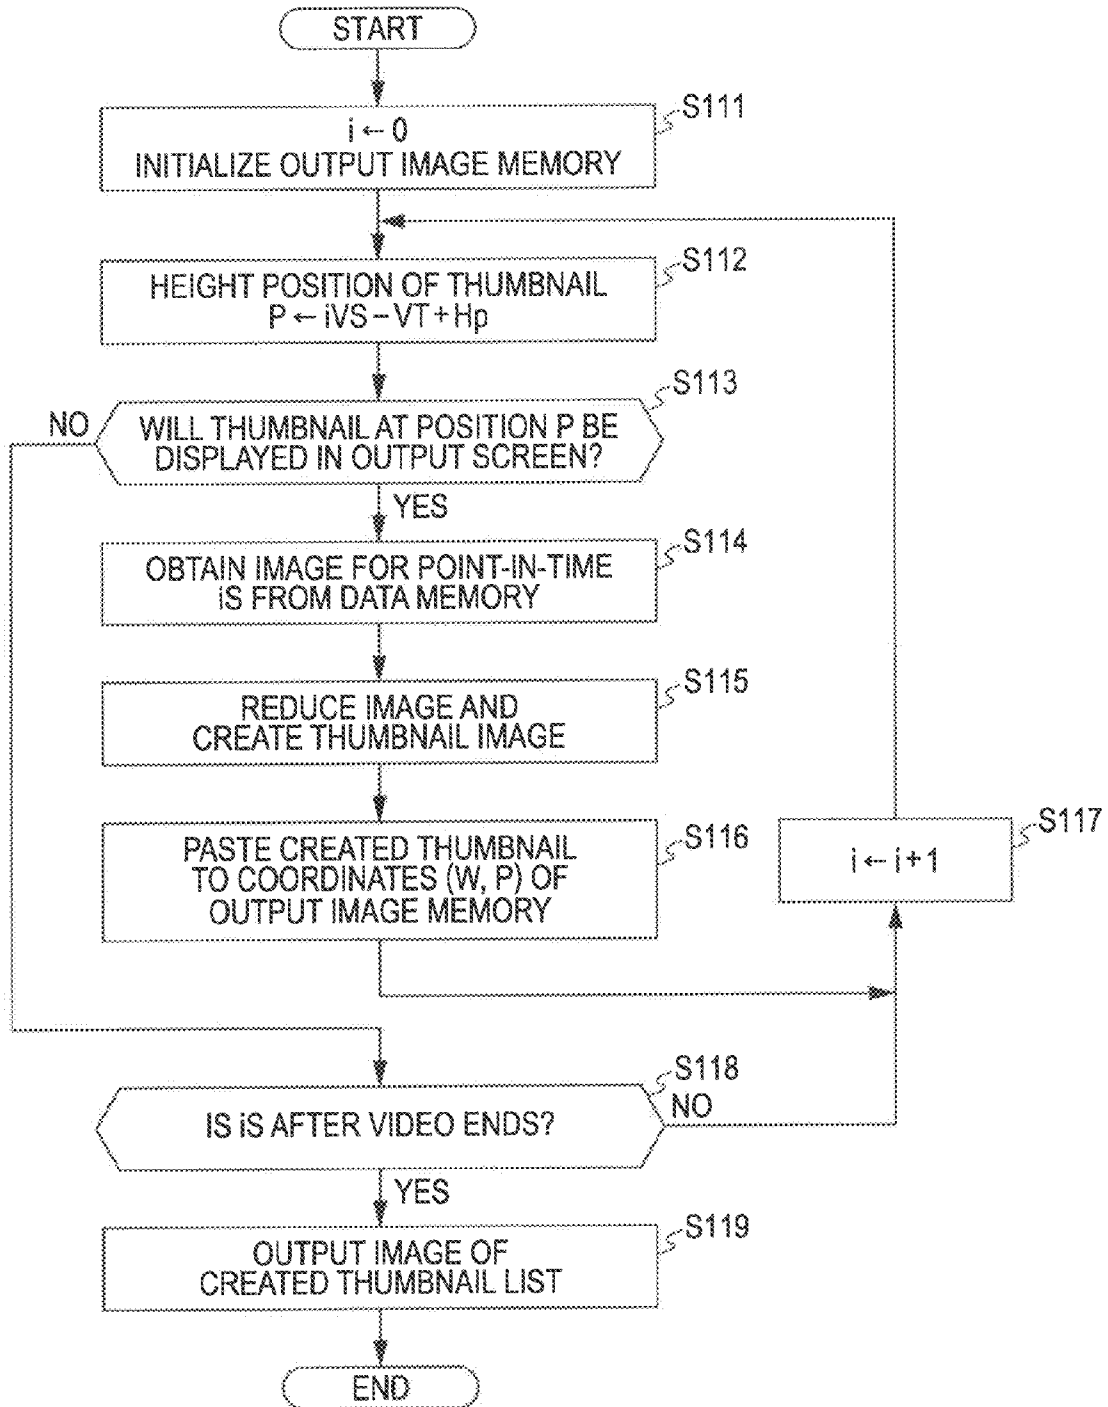 START
S111
i ← 0
INITIALIZE OUTPUT IMAGE MEMORY
S112
HEIGHT POSITION OF THUMBNAIL
P ← iVS – VT + Hp
S113
NO
WILL THUMBNAIL AT POSITION P BE
DISPLAYED IN OUTPUT SCREEN?
YES
S114
OBTAIN IMAGE FOR POINT-IN-TIME
iS FROM DATA MEMORY
S115
REDUCE IMAGE AND
CREATE THUMBNAIL IMAGE
S116
PASTE CREATED THUMBNAIL
TO COORDINATES (W, P) OF
OUTPUT IMAGE MEMORY
S117
i ← i + 1
S118
IS iS AFTER VIDEO ENDS?
NO
YES
S119
OUTPUT IMAGE OF
CREATED THUMBNAIL LIST
END